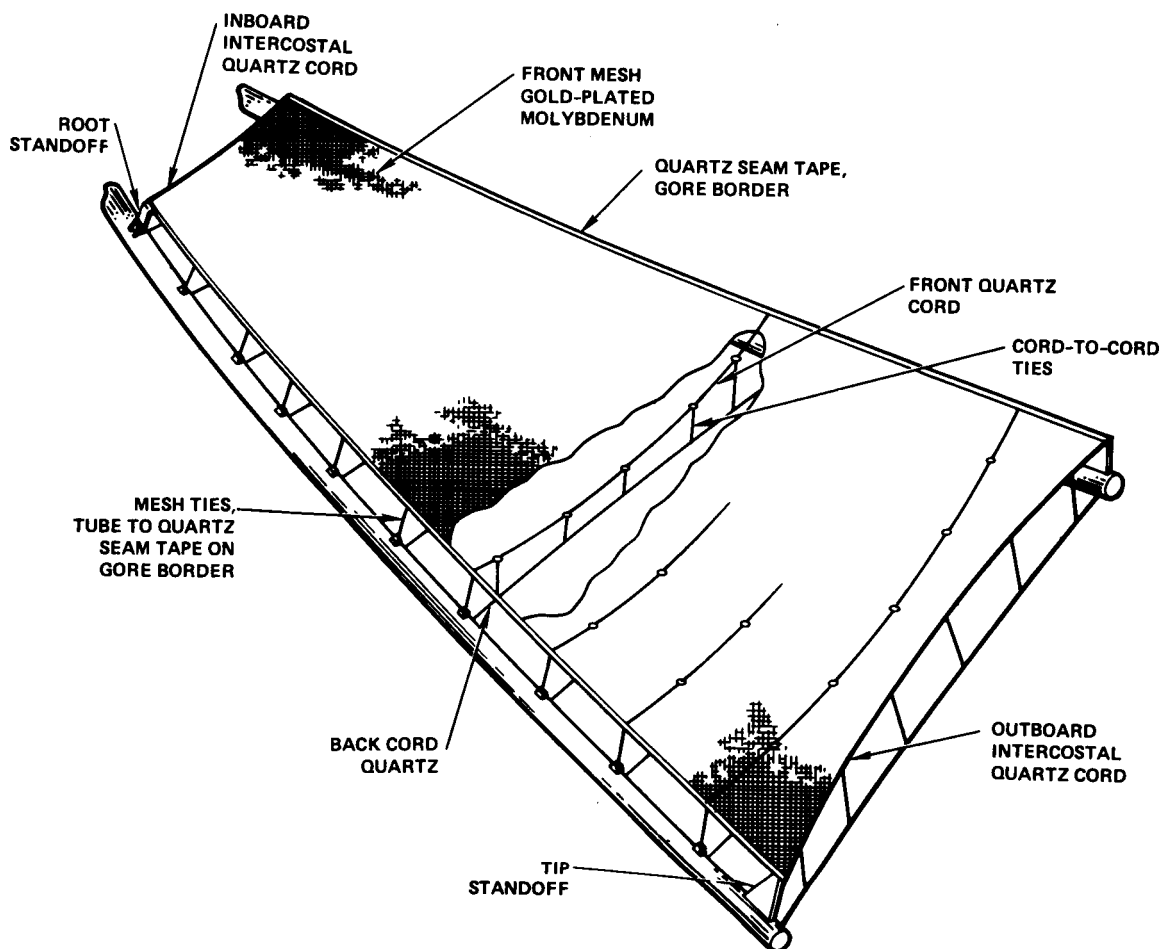 INBOARD
INTERCOSTAL
QUARTZ CORD
FRONT MESH
GOLD-PLATED
MOLYBDENUM
ROOT
STANDOFF
QUARTZ SEAM TAPE,
GORE BORDER
FRONT QUARTZ
CORD
CORD-TO-CORD
TIES
MESH TIES,
TUBE TO QUARTZ
SEAM TAPE ON
GORE BORDER
BACK CORD
QUARTZ
OUTBOARD
INTERCOSTAL
QUARTZ CORD
TIP
STANDOFF